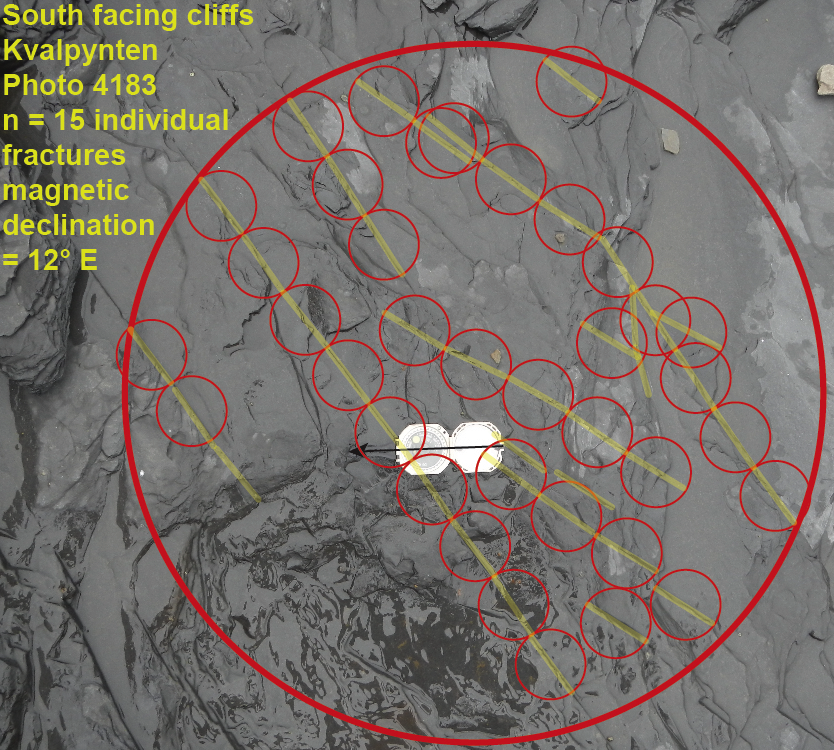 South facing cliffs
Kvalpynten
Photo 4183
n = 15 individual
fractures
magnetic
declination
= 12° E